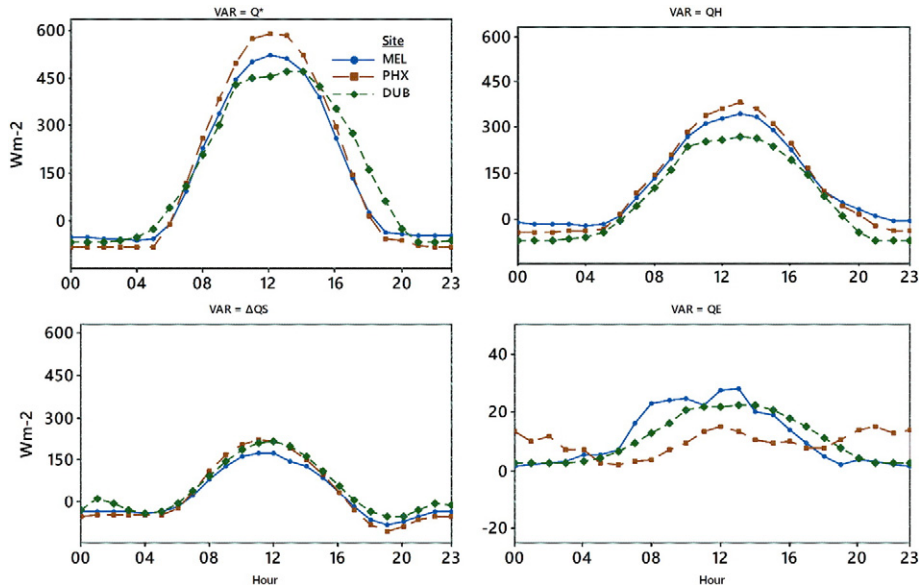 VAR = Q*
600
450
300
150
0
Wm-2
Site
MEL
PHX
DUB
00 04 08 12 16 20 23
VAR = QH
600
450
300
150
0
00 04 08 12 16 20 23
VAR = ΔQS
600
450
300
150
0
Wm-2
00 04 08 12 16 20 23
Hour
VAR = QE
40
20
0
-20
00 04 08 12 16 20 23
Hour